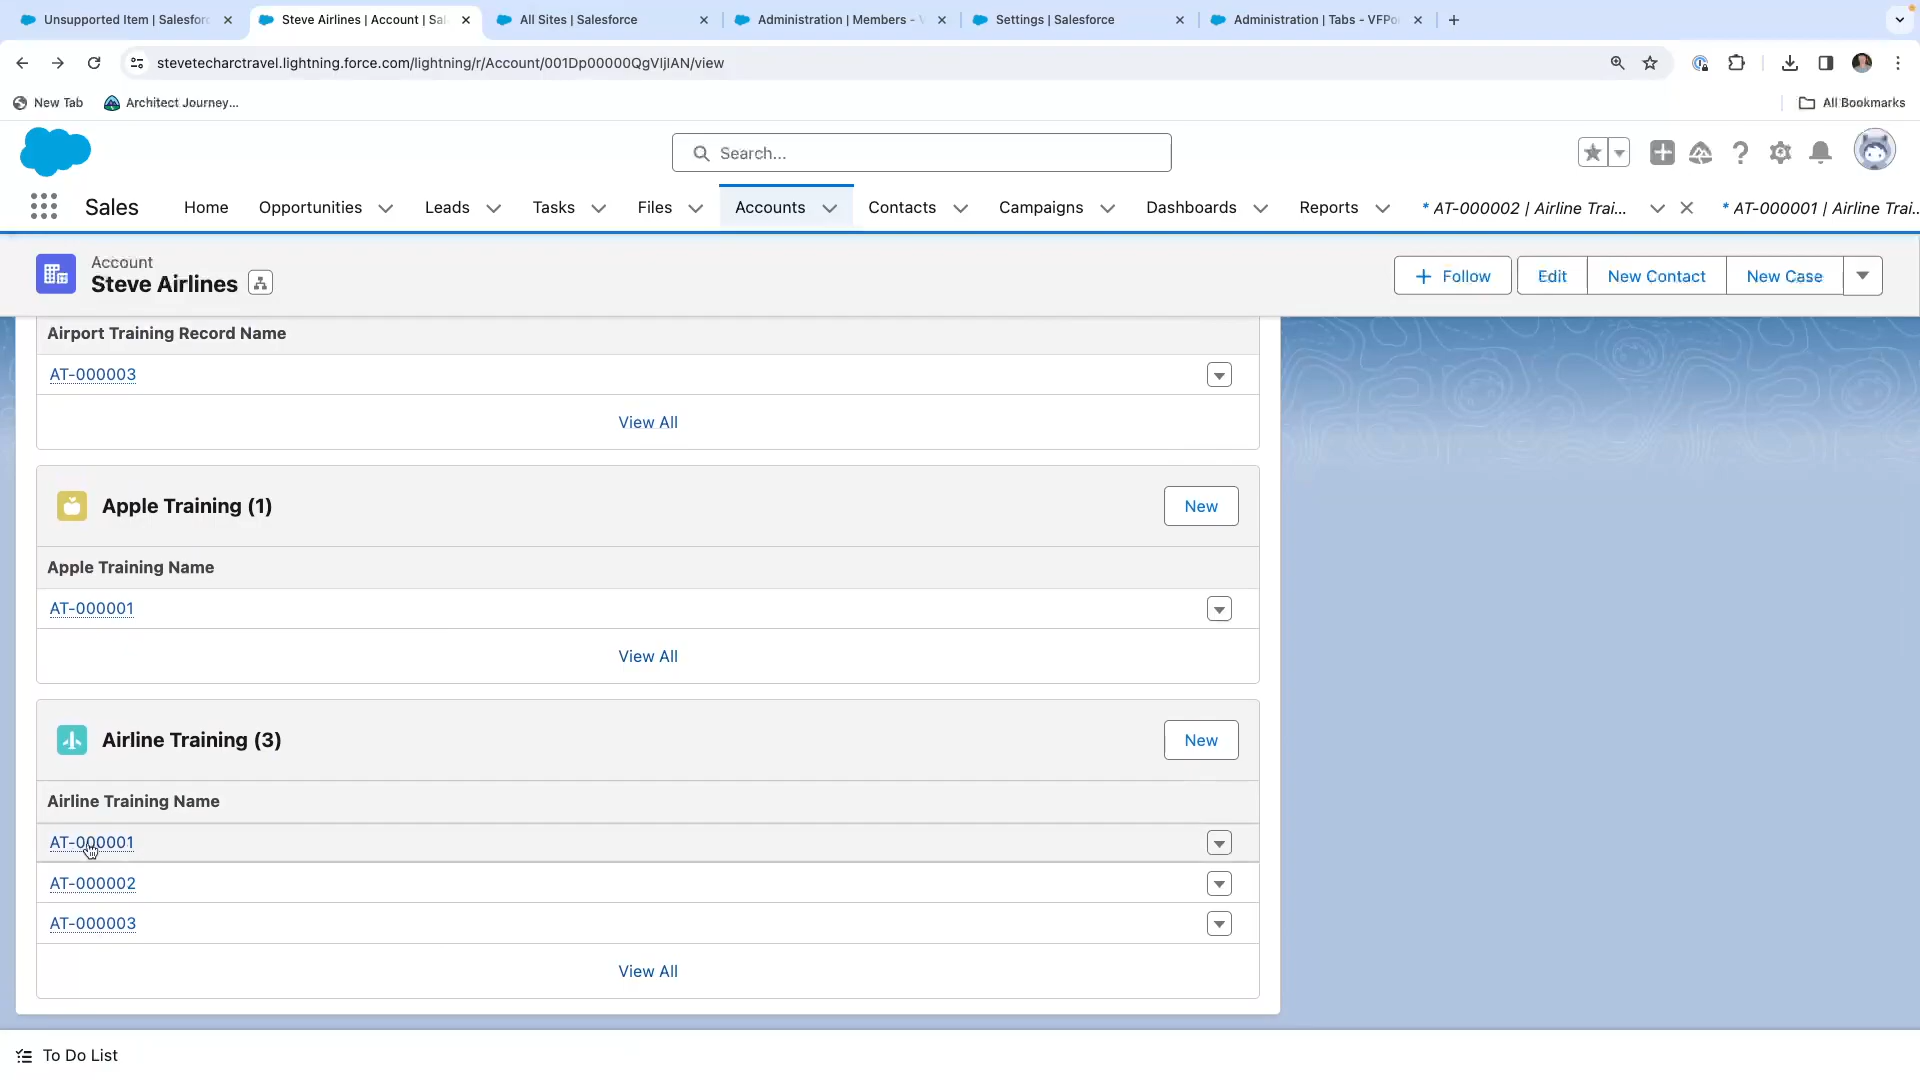 Unsupported Item | Salesforc
Steve Airlines | Account | Sal
All Sites | Salesforce
Administration | Members - V
Settings | Salesforce
Administration | Tabs - VFPo
stevetecharctravel.lightning.force.com/lightning/r/Account/001Dp00000QgVIjIAN/view
New Tab
Architect Journey...
All Bookmarks
Search...
Sales
Home
Opportunities
Leads
Tasks
Files
Accounts
Contacts
Campaigns
Dashboards
Reports
* AT-000002 | Airline Trai...
* AT-000001 | Airline Trai...
Account
Steve Airlines
Follow
Edit
New Contact
New Case
Airport Training Record Name
AT-000003
View All
Apple Training (1)
New
Apple Training Name
AT-000001
View All
Airline Training (3)
New
Airline Training Name
AT-000001
AT-000002
AT-000003
View All
To Do List